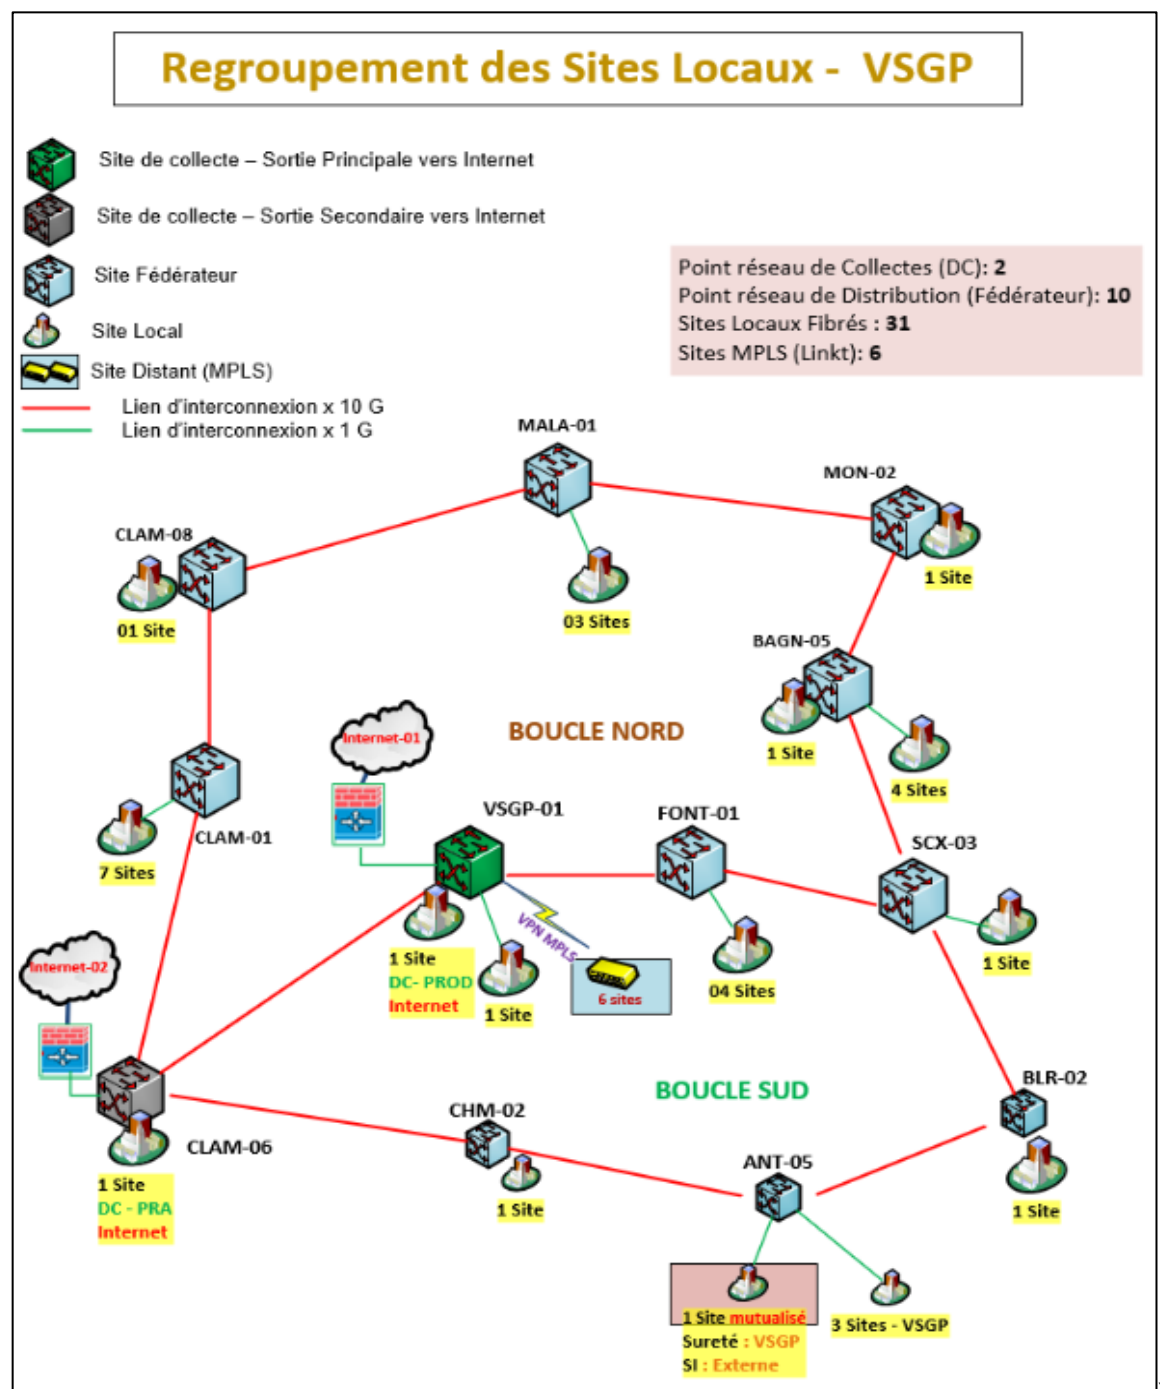 Regroupement des Sites Locaux - VSGP
Site de collecte – Sortie Principale vers Internet
Site de collecte – Sortie Secondaire vers Internet
Site Fédérateur
Site Local
Site Distant (MPLS)
Lien d'interconnexion x 10 G
Lien d'interconnexion x 1 G
Point réseau de Collectes (DC): 2
Point réseau de Distribution (Fédérateur): 10
Sites Locaux Fibrés : 31
Sites MPLS (Linkt): 6
MALA-01
03 Sites
MON-02
1 Site
CLAM-08
01 Site
BAGN-05
1 Site
4 Sites
BOUCLE NORD
Internet-01
CLAM-01
7 Sites
VSGP-01
1 Site
DC- PROD
Internet
1 Site
VPN MPLS
6 sites
FONT-01
04 Sites
SCX-03
1 Site
Internet-02
CLAM-06
1 Site
DC - PRA
Internet
BOUCLE SUD
CHM-02
1 Site
ANT-05
BLR-02
1 Site
1 Site mutualisé
Sureté : VSGP
SI : Externe
3 Sites - VSGP